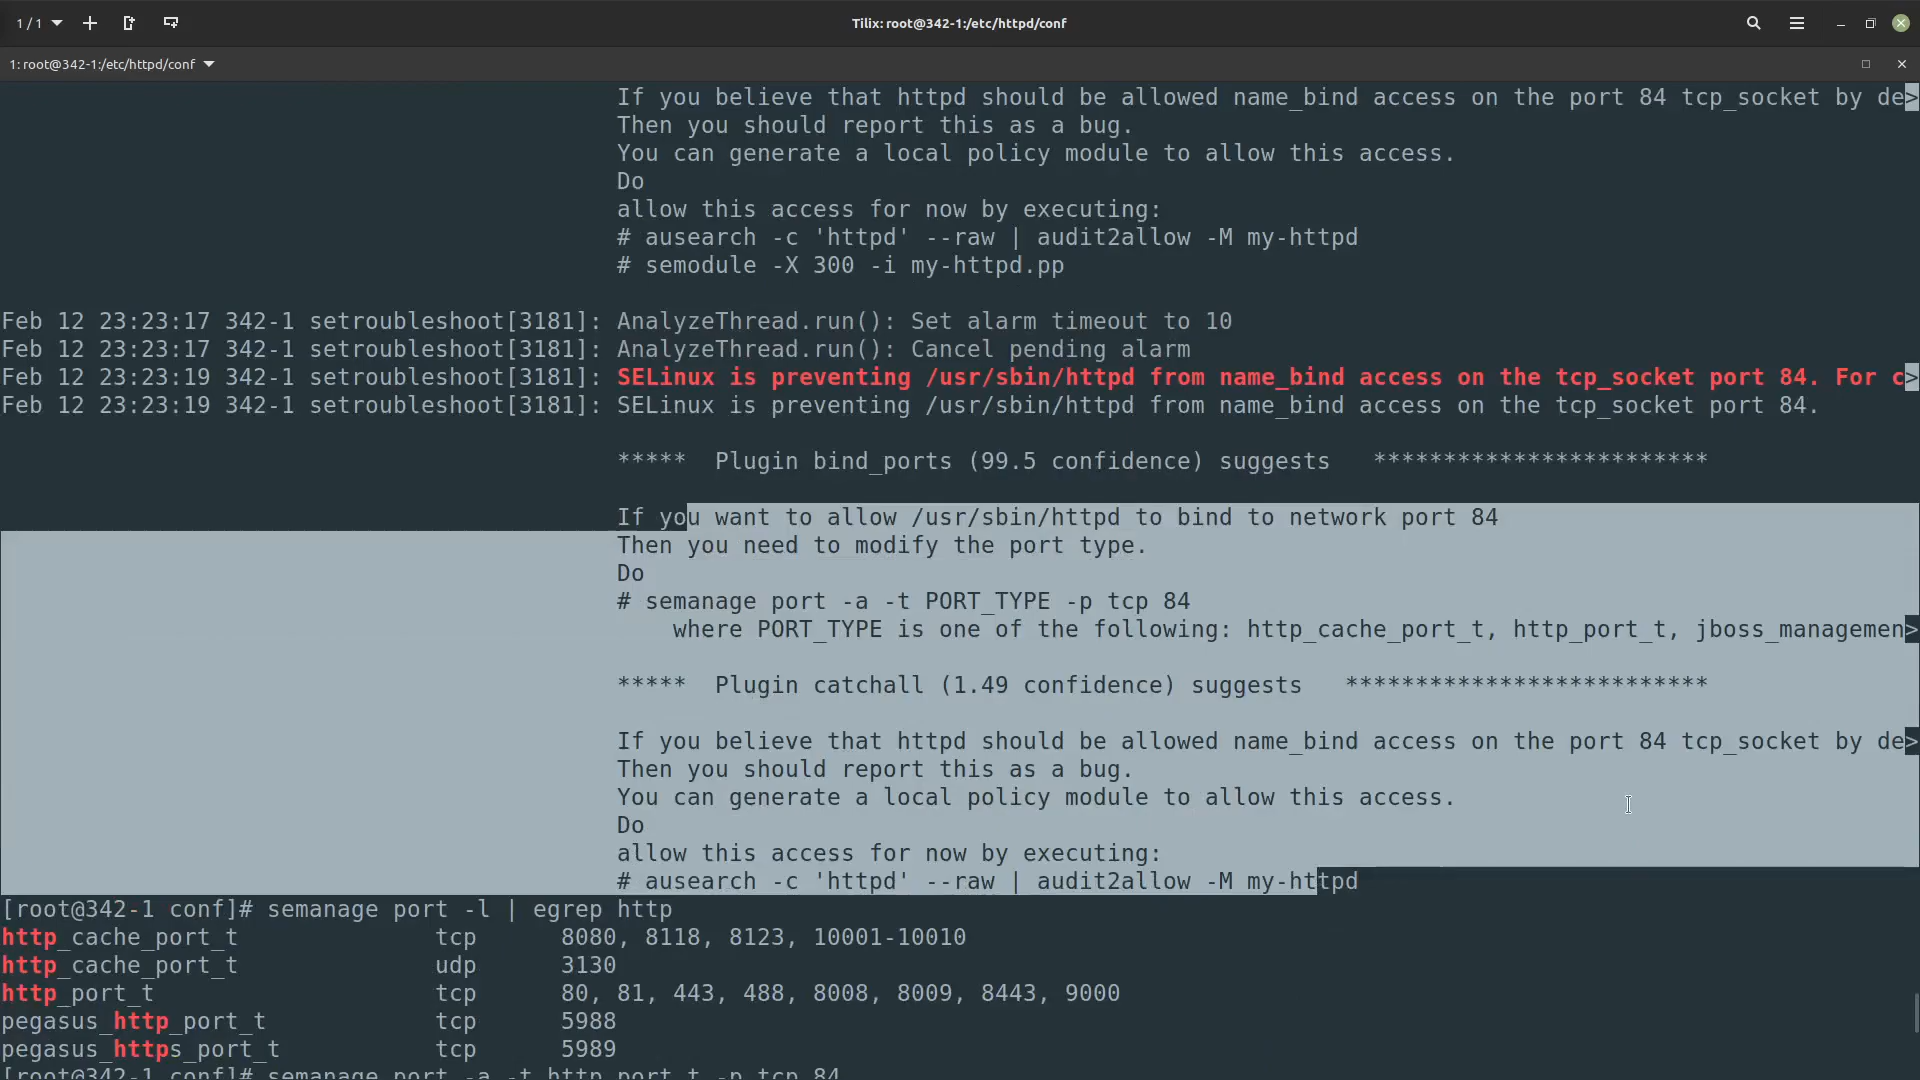 1 / 1
Tilix: root@342-1:/etc/httpd/conf
1: root@342-1:/etc/httpd/conf
If you believe that httpd should be allowed name_bind access on the port 84 tcp_socket by de>
Then you should report this as a bug.
You can generate a local policy module to allow this access.
Do
allow this access for now by executing:
# ausearch -c 'httpd' --raw | audit2allow -M my-httpd
# semodule -X 300 -i my-httpd.pp
Feb 12 23:23:17 342-1 setroubleshoot[3181]: AnalyzeThread.run(): Set alarm timeout to 10
Feb 12 23:23:17 342-1 setroubleshoot[3181]: AnalyzeThread.run(): Cancel pending alarm
Feb 12 23:23:19 342-1 setroubleshoot[3181]: SELinux is preventing /usr/sbin/httpd from name_bind access on the tcp_socket port 84. For c>
Feb 12 23:23:19 342-1 setroubleshoot[3181]: SELinux is preventing /usr/sbin/httpd from name_bind access on the tcp_socket port 84.
*****  Plugin bind_ports (99.5 confidence) suggests   ************************
If you want to allow /usr/sbin/httpd to bind to network port 84
Then you need to modify the port type.
Do
# semanage port -a -t PORT_TYPE -p tcp 84
where PORT_TYPE is one of the following: http_cache_port_t, http_port_t, jboss_managemen>
*****  Plugin catchall (1.49 confidence) suggests   **************************
If you believe that httpd should be allowed name_bind access on the port 84 tcp_socket by de>
Then you should report this as a bug.
You can generate a local policy module to allow this access.
Do
allow this access for now by executing:
# ausearch -c 'httpd' --raw | audit2allow -M my-httpd
[root@342-1 conf]# semanage port -l | egrep http
http_cache_port_t              tcp      8080, 8118, 8123, 10001-10010
http_cache_port_t              udp      3130
http_port_t                    tcp      80, 81, 443, 488, 8008, 8009, 8443, 9000
pegasus_http_port_t            tcp      5988
pegasus_https_port_t           tcp      5989
[root@342-1 conf]# semanage port -a -t http_port_t -p tcp 84